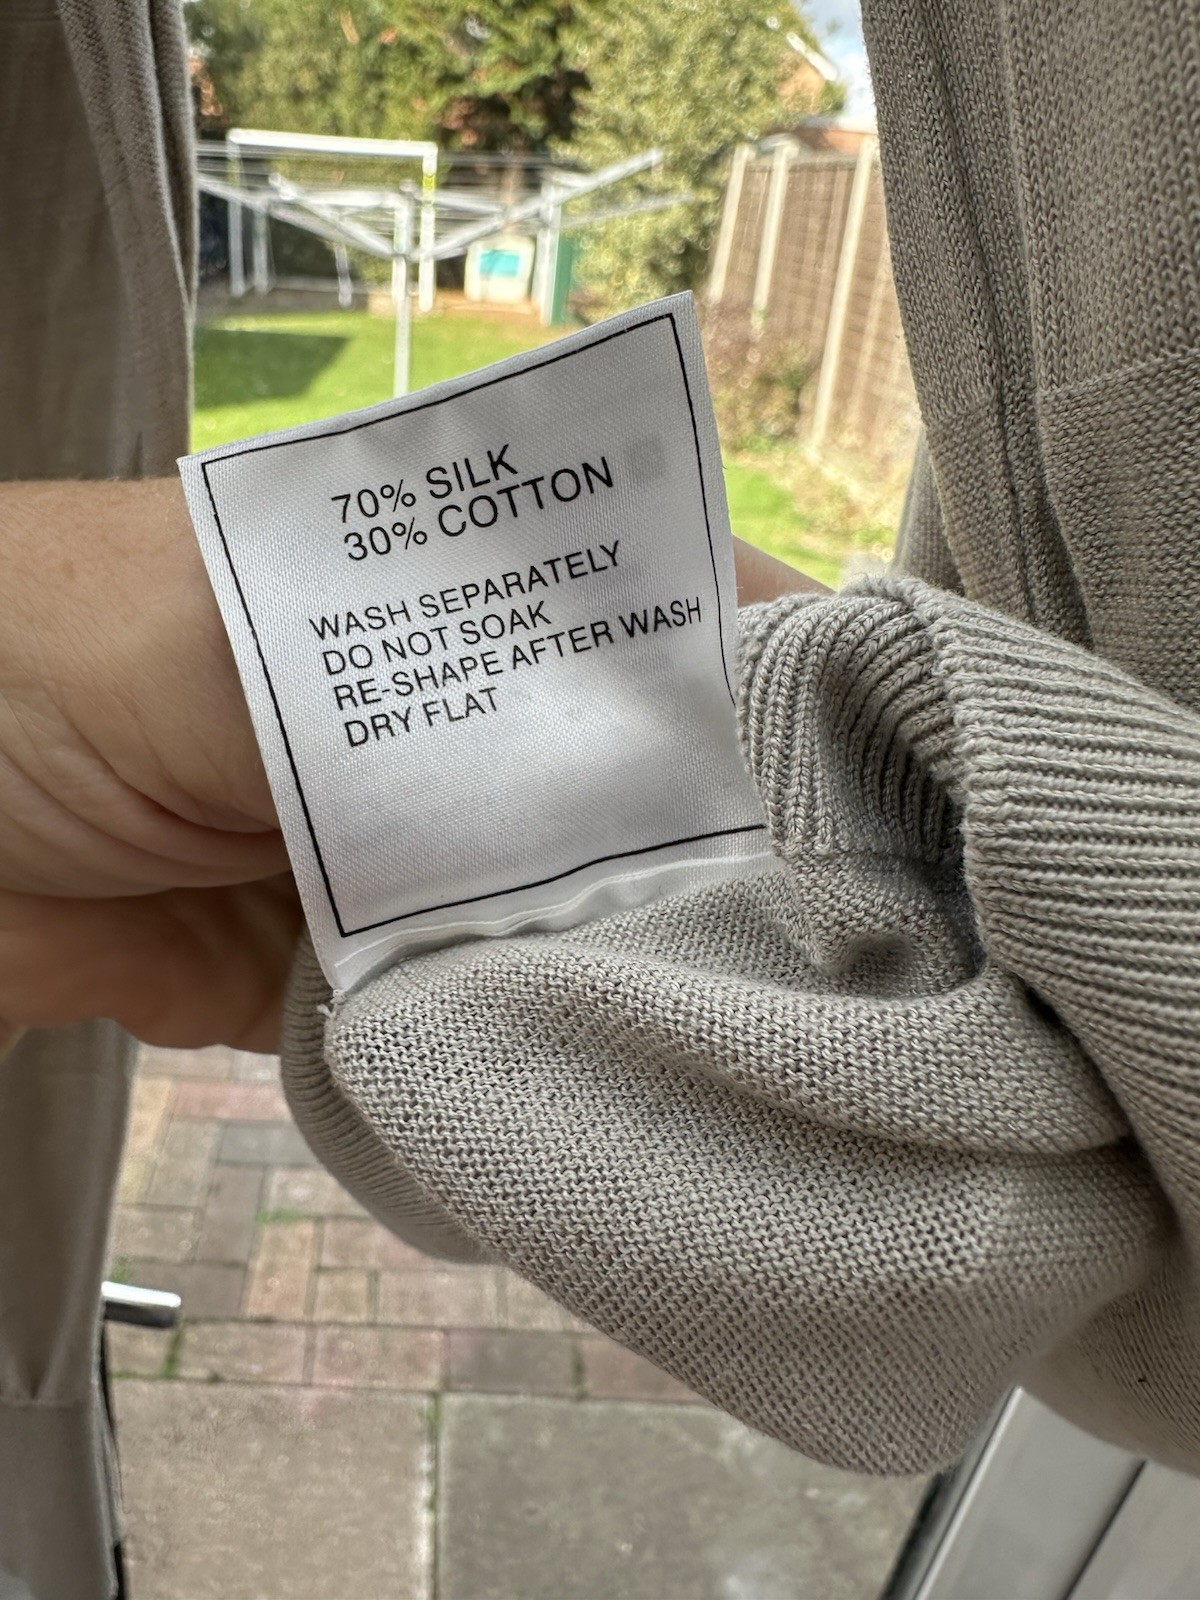 70% SILK
30% COTTON
WASH SEPARATELY
DO NOT SOAK
RE-SHAPE AFTER WASH
DRY FLAT